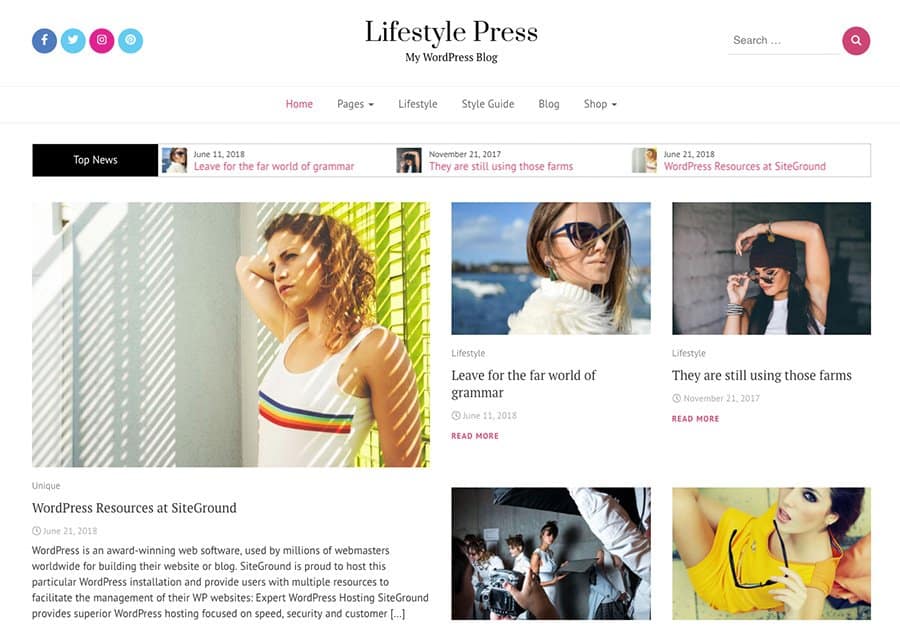 Lifestyle Press
My WordPress Blog
Search …
Home Pages Lifestyle Style Guide Blog Shop
Top News
June 11, 2018
Leave for the far world of grammar
November 21, 2017
They are still using those farms
June 21, 2018
WordPress Resources at SiteGround
Unique
WordPress Resources at SiteGround
June 21, 2018
WordPress is an award-winning web software, used by millions of webmasters
worldwide for building their website or blog. SiteGround is proud to host this
particular WordPress installation and provide users with multiple resources to
facilitate the management of their WP websites: Expert WordPress Hosting SiteGround
provides superior WordPress hosting focused on speed, security and customer [...]
Lifestyle
Leave for the far world of
grammar
June 11, 2018
READ MORE
Lifestyle
They are still using those farms
November 21, 2017
READ MORE